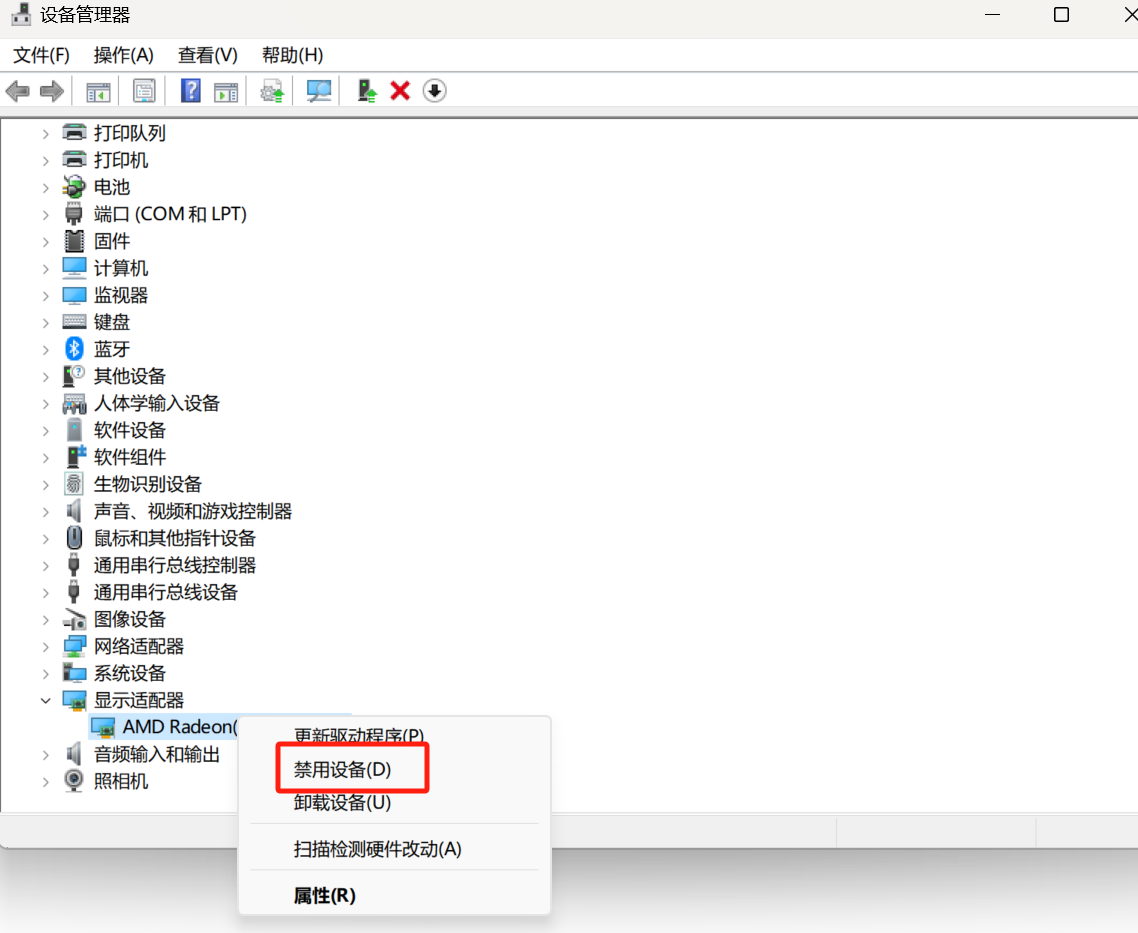 设备管理器
文件(F) 操作(A) 查看(V) 帮助(H)
打印队列
打印机
电池
端口 (COM 和 LPT)
固件
计算机
监视器
键盘
蓝牙
其他设备
人体学输入设备
软件设备
软件组件
生物识别设备
声音、视频和游戏控制器
鼠标和其他指针设备
通用串行总线控制器
通用串行总线设备
图像设备
网络适配器
系统设备
显示适配器
AMD Radeon(
音频输入和输出
照相机
更新驱动程序(P)
禁用设备(D)
卸载设备(U)
扫描检测硬件改动(A)
属性(R)